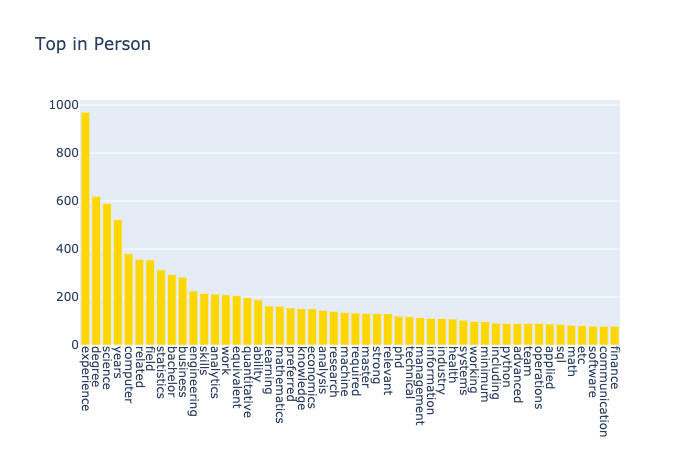 Top in Person
1000
800
600
400
200
0
experience
degree
science
years
computer
related
field
statistics
bachelor
business
engineering
skills
analytics
work
equivalent
quantitative
ability
learning
mathematics
preferred
knowledge
economics
analysis
research
machine
required
master
strong
relevant
phd
technical
management
information
industry
health
systems
working
minimum
including
python
advanced
team
operations
applied
sql
math
etc
software
communication
finance